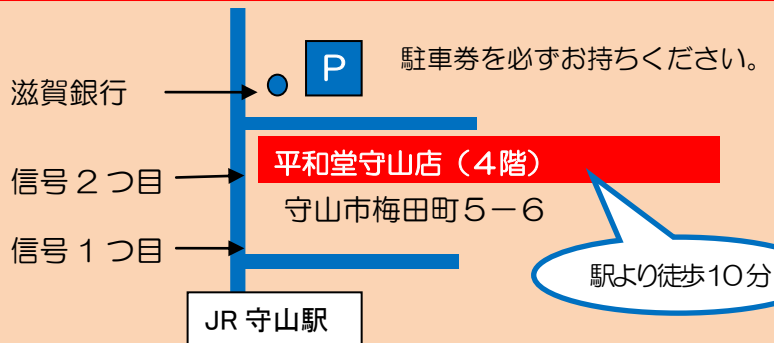 P
駐車券を必ずお持ちください。
滋賀銀行
平和堂守山店（４階）
信号２つ目
守山市梅田町５－６
信号１つ目
駅より徒歩10分
JR 守山駅